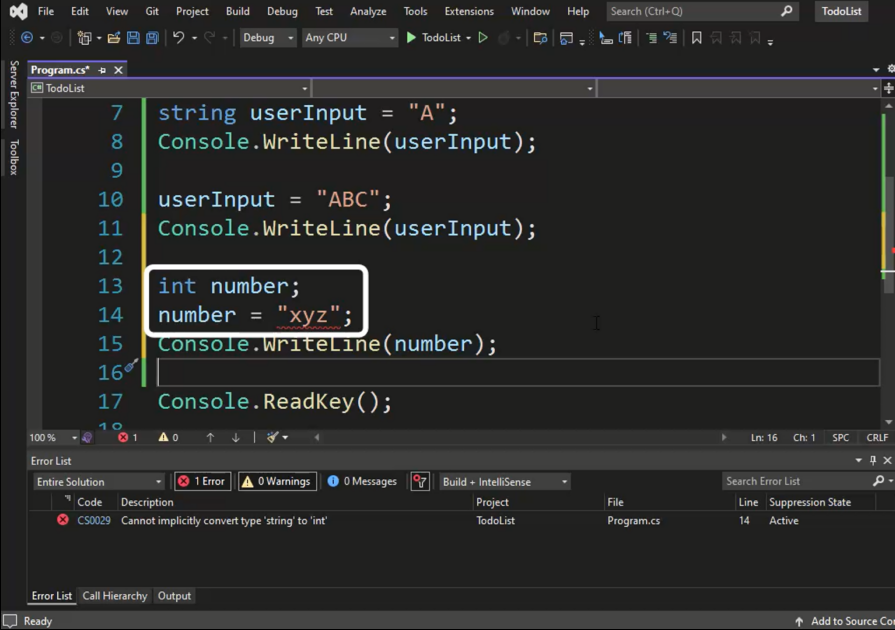 File Edit View Git Project Build Debug Test Analyze Tools Extensions Window Help Search (Ctrl+Q) TodoList
Debug Any CPU TodoList
Program.cs*
TodoList
Server Explorer
Toolbox
7 string userInput = "A";
8 Console.WriteLine(userInput);
9
10 userInput = "ABC";
11 Console.WriteLine(userInput);
12
13 int number;
14 number = "xyz";
15 Console.WriteLine(number);
16
17 Console.ReadKey();
18
100 % 1 0 Ln: 16 Ch: 1 SPC CRLF
Error List
Entire Solution 1 Error 0 Warnings 0 Messages Build + IntelliSense Search Error List
Code Description Project File Line Suppression State
CS0029 Cannot implicitly convert type 'string' to 'int' TodoList Program.cs 14 Active
Error List Call Hierarchy Output
Ready Add to Source